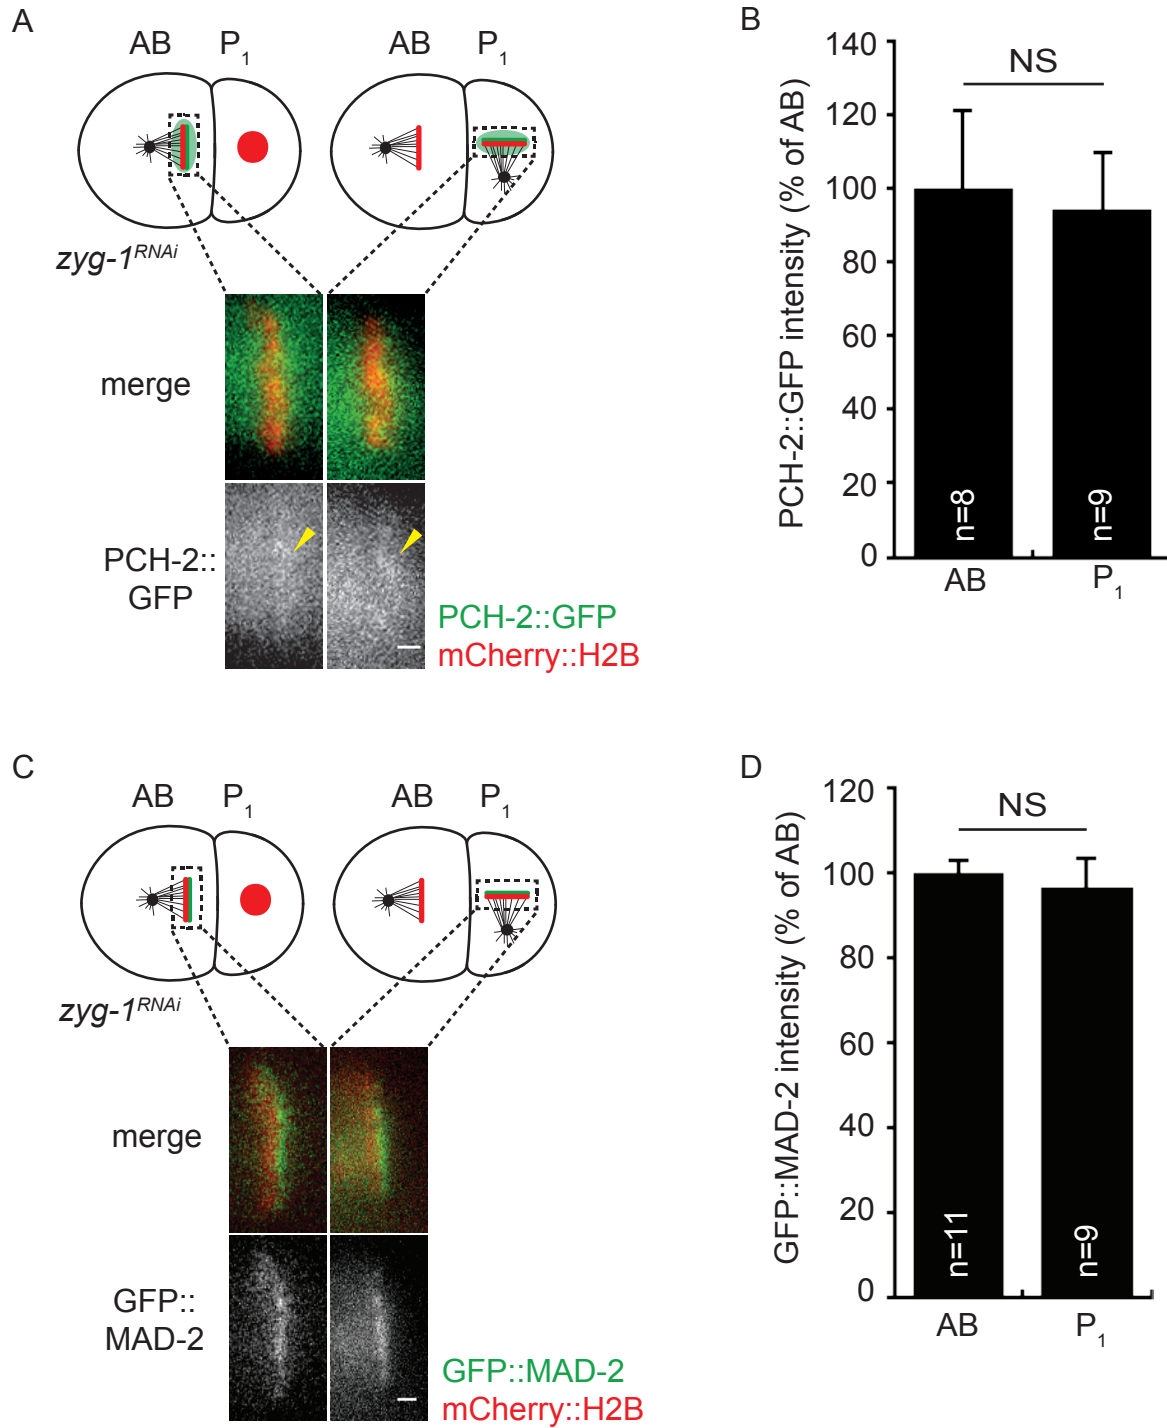 A
AB P1
AB P1
zyg-1RNAi
merge
PCH-2::
GFP
PCH-2::GFP
mCherry::H2B
B
PCH-2::GFP intensity (% of AB)
140
120
100
80
60
40
20
0
NS
n=8
n=9
AB
P1
C
AB P1
AB P1
zyg-1RNAi
merge
GFP::
MAD-2
GFP::MAD-2
mCherry::H2B
D
GFP::MAD-2 intensity (% of AB)
120
100
80
60
40
20
0
NS
n=11
n=9
AB
P1